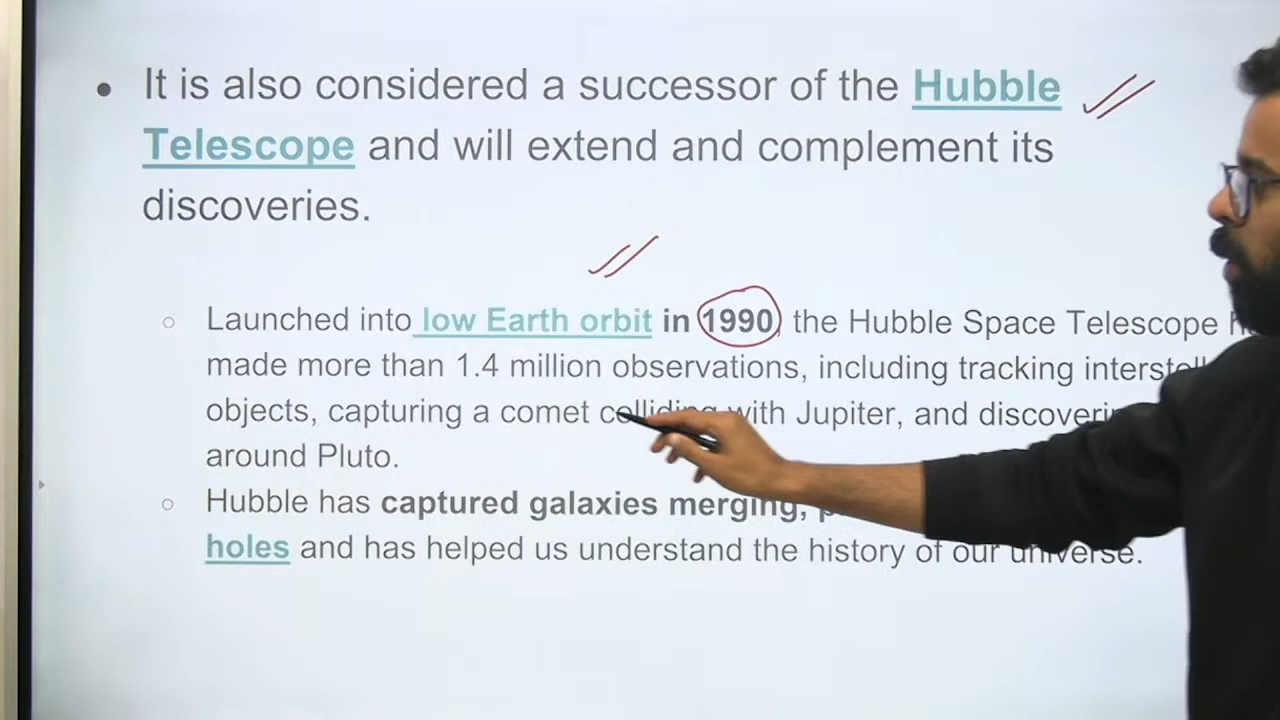 It is also considered a successor of the Hubble
Telescope and will extend and complement its
discoveries.
Launched into low Earth orbit in 1990, the Hubble Space Telescope
made more than 1.4 million observations, including tracking
objects, capturing a comet colliding with Jupiter, and
around Pluto.
Hubble has captured galaxies merging,
holes and has helped us understand the history of our universe.